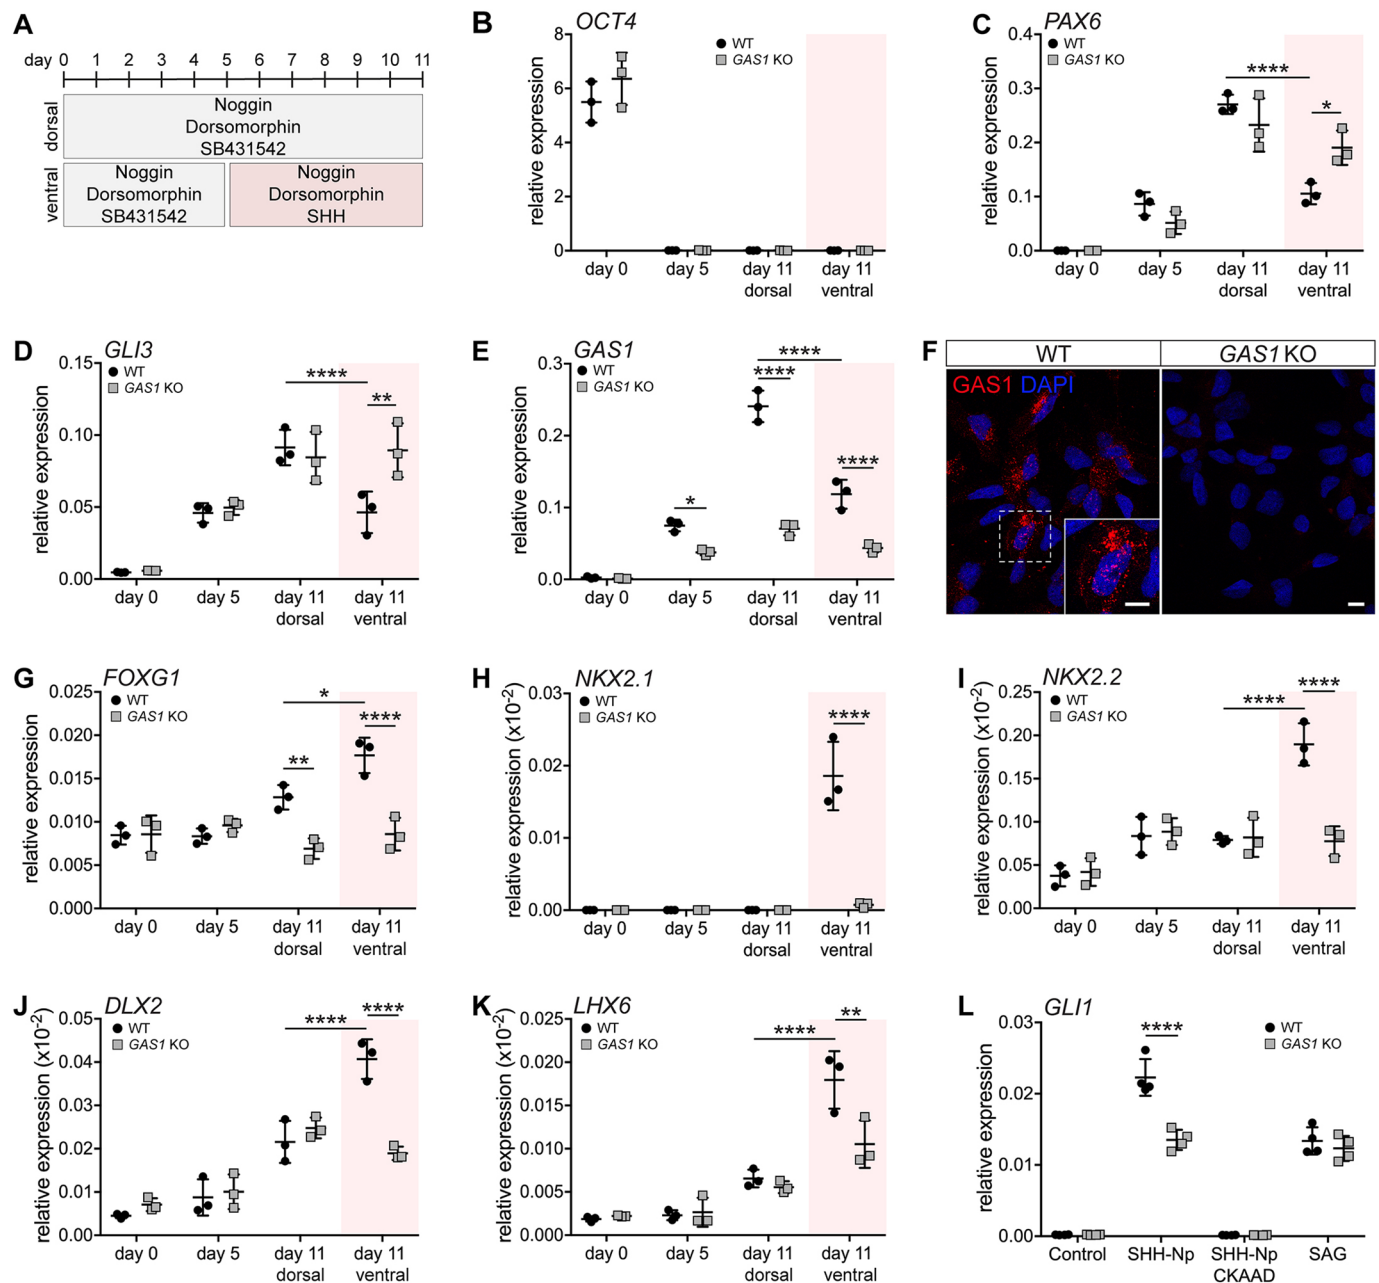 A
day 0 1 2 3 4 5 6 7 8 9 10 11
dorsal
Noggin
Dorsomorphin
SB431542
ventral
Noggin
Dorsomorphin
SB431542
Noggin
Dorsomorphin
SHH
B
OCT4
WT
GAS1 KO
relative expression
8
6
4
2
0
day 0
day 5
day 11
dorsal
day 11
ventral
C
PAX6
WT
GAS1 KO
relative expression
0.4
0.3
0.2
0.1
0.0
****
*
day 0
day 5
day 11
dorsal
day 11
ventral
D
GLI3
WT
GAS1 KO
relative expression
0.15
0.10
0.05
0.00
****
**
day 0
day 5
day 11
dorsal
day 11
ventral
E
GAS1
WT
GAS1 KO
relative expression
0.3
0.2
0.1
0.0
*
****
****
****
day 0
day 5
day 11
dorsal
day 11
ventral
F
WT
GAS1 KO
GAS1 DAPI
G
FOXG1
WT
GAS1 KO
relative expression
0.025
0.020
0.015
0.010
0.005
0.000
**
*
****
day 0
day 5
day 11
dorsal
day 11
ventral
H
NKX2.1
WT
GAS1 KO
relative expression (x10-2)
0.03
0.02
0.01
0.00
****
day 0
day 5
day 11
dorsal
day 11
ventral
I
NKX2.2
WT
GAS1 KO
relative expression (x10-2)
0.25
0.20
0.15
0.10
0.05
0.00
****
****
day 0
day 5
day 11
dorsal
day 11
ventral
J
DLX2
WT
GAS1 KO
relative expression (x10-2)
0.05
0.04
0.03
0.02
0.01
0.00
****
****
day 0
day 5
day 11
dorsal
day 11
ventral
K
LHX6
WT
GAS1 KO
relative expression (x10-2)
0.025
0.020
0.015
0.010
0.005
0.000
****
**
day 0
day 5
day 11
dorsal
day 11
ventral
L
GLI1
WT
GAS1 KO
relative expression
0.03
0.02
0.01
0.00
****
Control
SHH-Np
SHH-Np
CKAAD
SAG